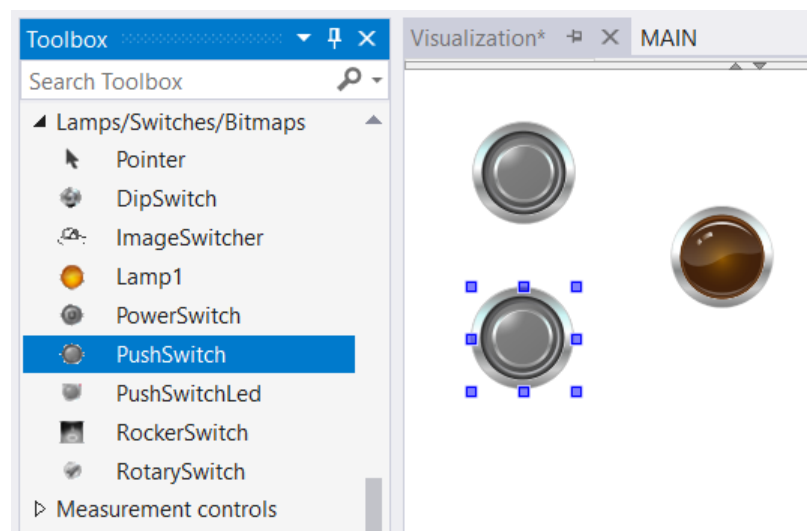 Toolbox
Search Toolbox
Lamps/Switches/Bitmaps
Pointer
DipSwitch
ImageSwitcher
Lamp1
PowerSwitch
PushSwitch
PushSwitchLed
RockerSwitch
RotarySwitch
Measurement controls
Visualization* MAIN